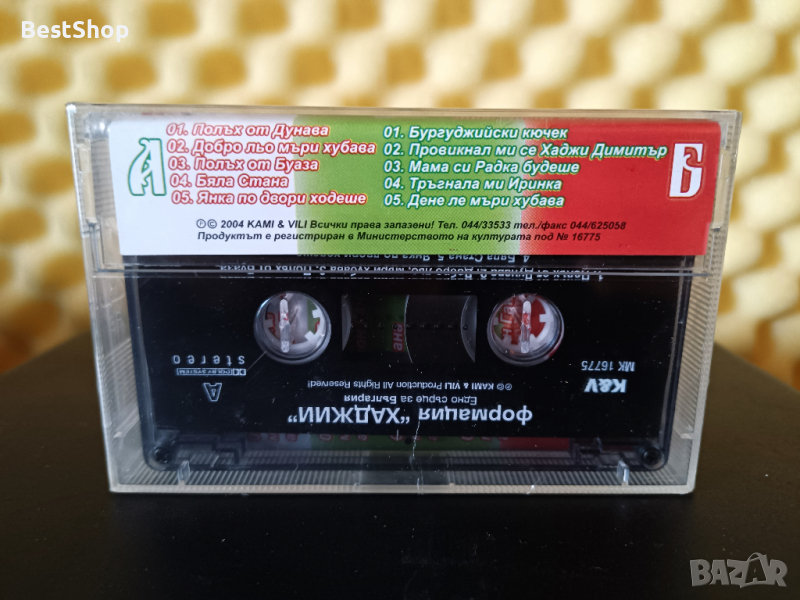 BestShop
А
01. Полъх от Дунава
02. Добро льо мъри хубава
03. Полъх от Буаза
04. Бяла Стана
05. Янка по двори ходеше
01. Бургуджийски кючек
02. Провикнал ми се Хаджи Димитър
03. Мама си Радка будеше
04. Тръгнала ми Иринка
05. Дене ле мъри хубава
Б
℗© 2004 KAMI & VILI Всички права запазени! Тел. 044/33533 тел./факс 044/625058
Продуктът е регистриран в Министерството на културата под № 16775
формация "ХАДЖИИ"
Едно сърце за България
℗© KAMI & VILI Production All Rights Reserved!
K&V
МК 16775
A
DOLBY SYSTEM
stereo
BAZAR